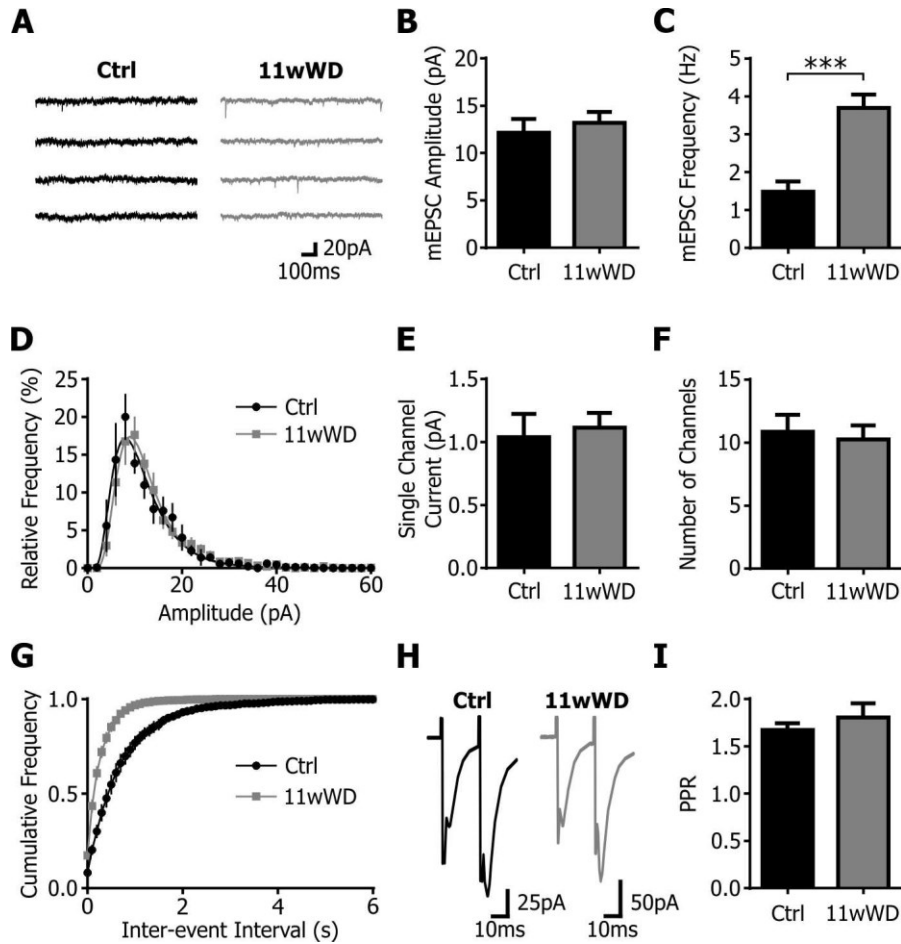 A
Ctrl
11wWD
20pA
100ms
B
mEPSC Amplitude (pA)
20
15
10
5
0
Ctrl
11wWD
C
mEPSC Frequency (Hz)
5
4
3
2
1
0
***
Ctrl
11wWD
D
Relative Frequency (%)
25
20
15
10
5
0
Ctrl
11wWD
0
20
40
60
Amplitude (pA)
E
Single Channel
Current (pA)
1.5
1.0
0.5
0.0
Ctrl
11wWD
F
Number of Channels
15
10
5
0
Ctrl
11wWD
G
Cumulative Frequency
1.0
0.5
0.0
Ctrl
11wWD
0
2
4
6
Inter-event Interval (s)
H
Ctrl
11wWD
25pA
10ms
50pA
10ms
I
PPR
2.0
1.5
1.0
0.5
0.0
Ctrl
11wWD